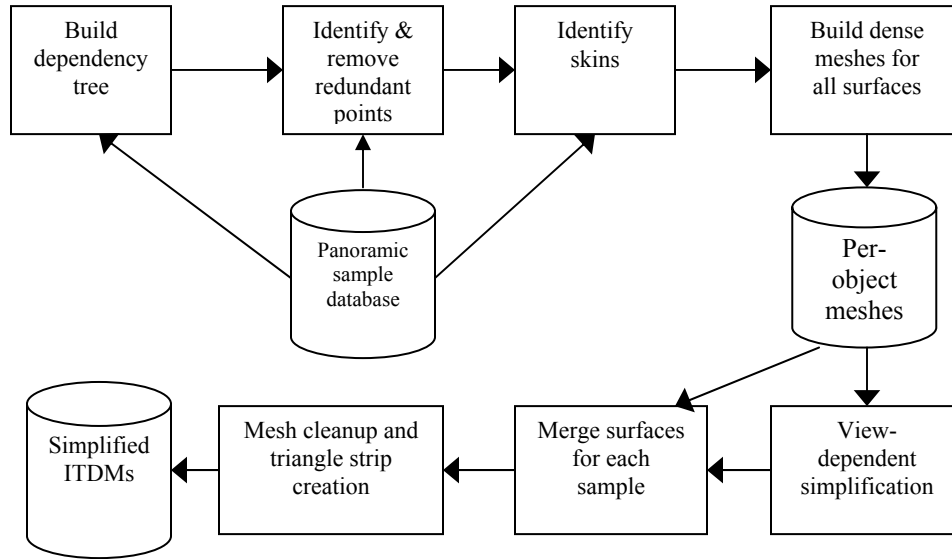 Build
dependency
tree
Identify &
remove
redundant
points
Identify
skins
Build dense
meshes for
all surfaces
Panoramic
sample
database
Per-
object
meshes
Simplified
ITDMs
Mesh cleanup and
triangle strip
creation
Merge surfaces
for each
sample
View-
dependent
simplification